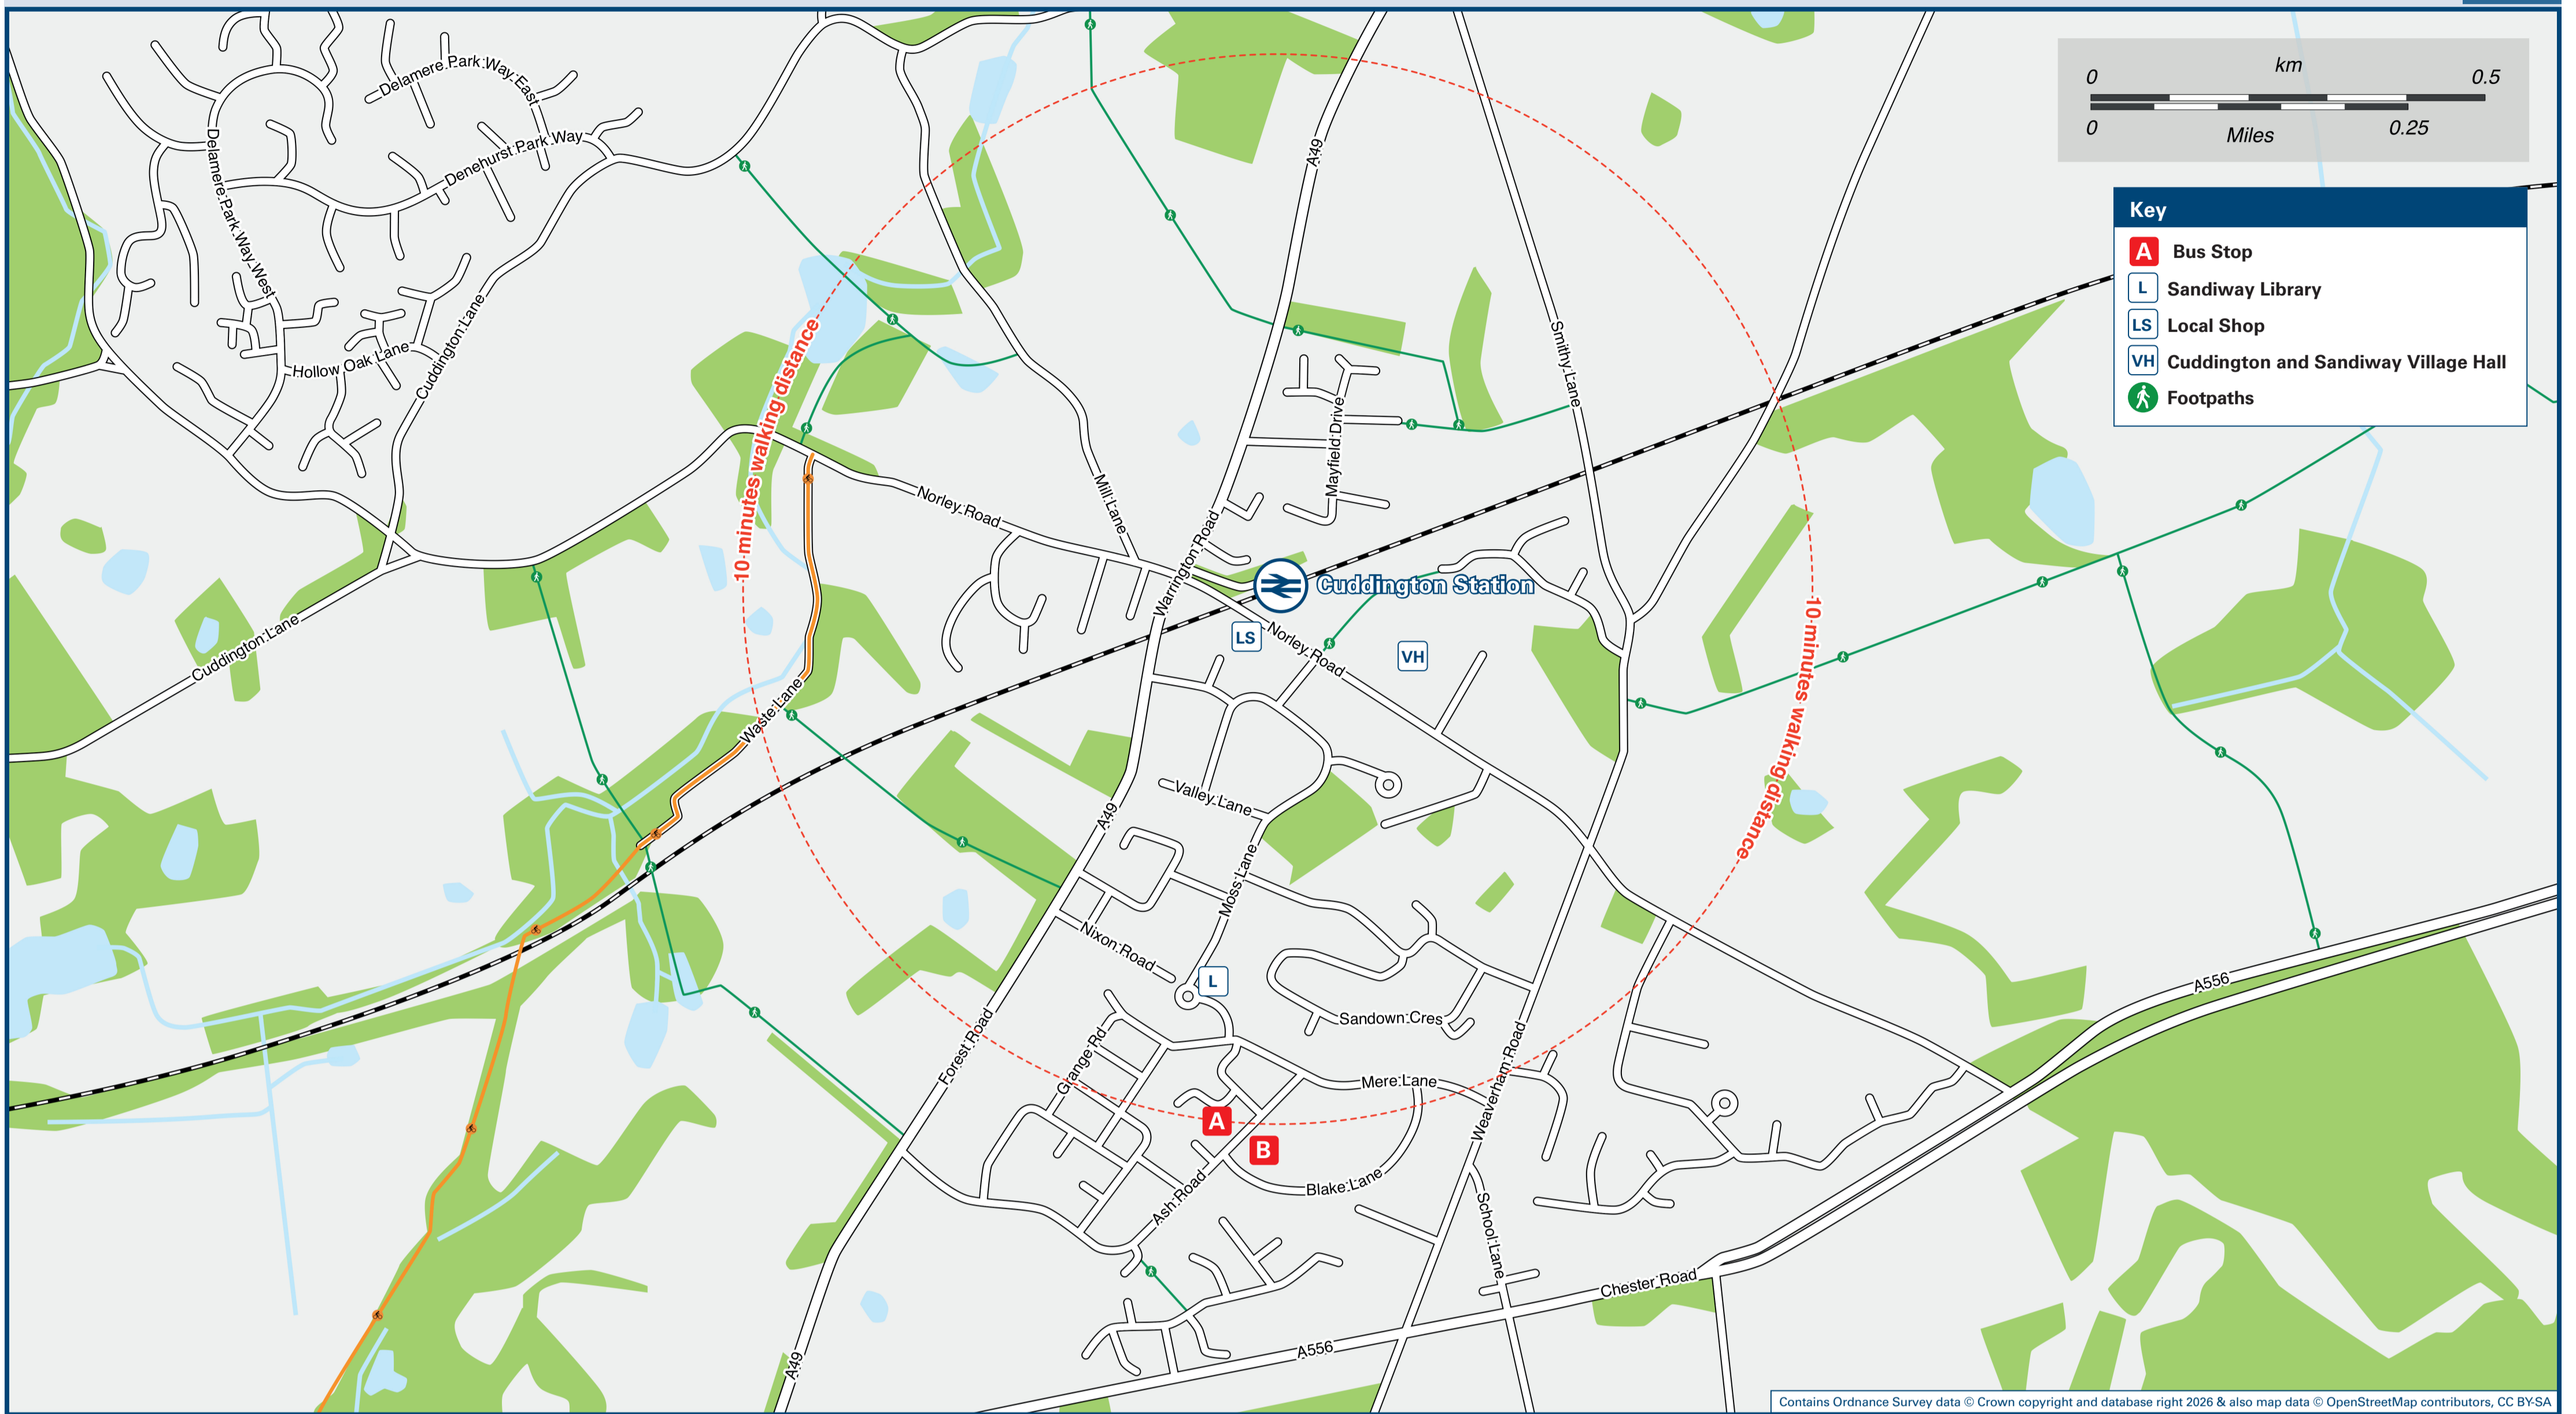 km
0
0.5
0
0.25
Miles
Key
A Bus Stop
L Sandiway Library
LS Local Shop
VH Cuddington and Sandiway Village Hall
Footpaths
Delamere Park Way East
Denehurst Park Way
Delamere Park Way West
Hollow Oak Lane
Cuddington Lane
Cuddington Lane
A49
Smithy Lane
Mayfield Drive
10 minutes walking distance
Norley Road
Mill Lane
Warrington Road
Cuddington Station
LS
Norley Road
VH
10 minutes walking distance
Waste Lane
Valley Lane
A49
Moss Lane
Nixon Road
L
Sandown Cres
A556
Forest Road
Grange Rd
Mere Lane
Weaverham Road
A
B
Blake Lane
Ash Road
School Lane
Chester Road
A556
A49
Contains Ordnance Survey data © Crown copyright and database right 2026 & also map data © OpenStreetMap contributors, CC BY-SA